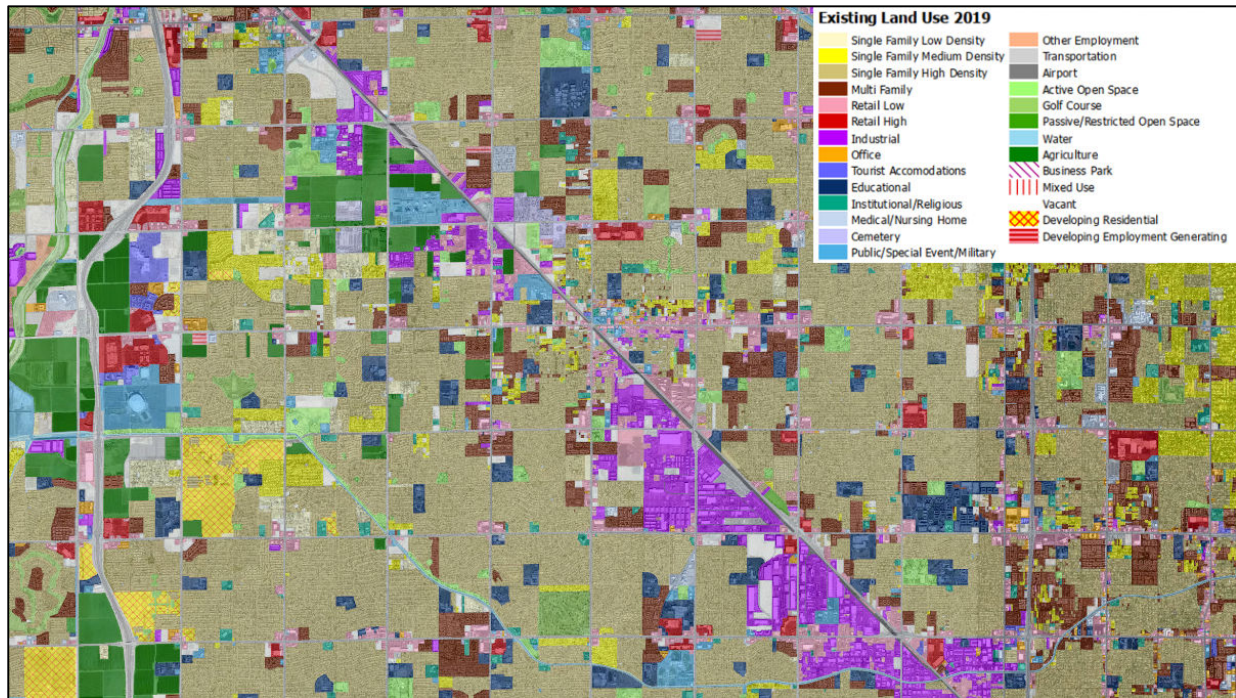 Existing Land Use 2019
Single Family Low Density
Single Family Medium Density
Single Family High Density
Multi Family
Retail Low
Retail High
Industrial
Office
Tourist Accomodations
Educational
Institutional/Religious
Medical/Nursing Home
Cemetery
Public/Special Event/Military
Other Employment
Transportation
Airport
Active Open Space
Golf Course
Passive/Restricted Open Space
Water
Agriculture
Business Park
Mixed Use
Vacant
Developing Residential
Developing Employment Generating